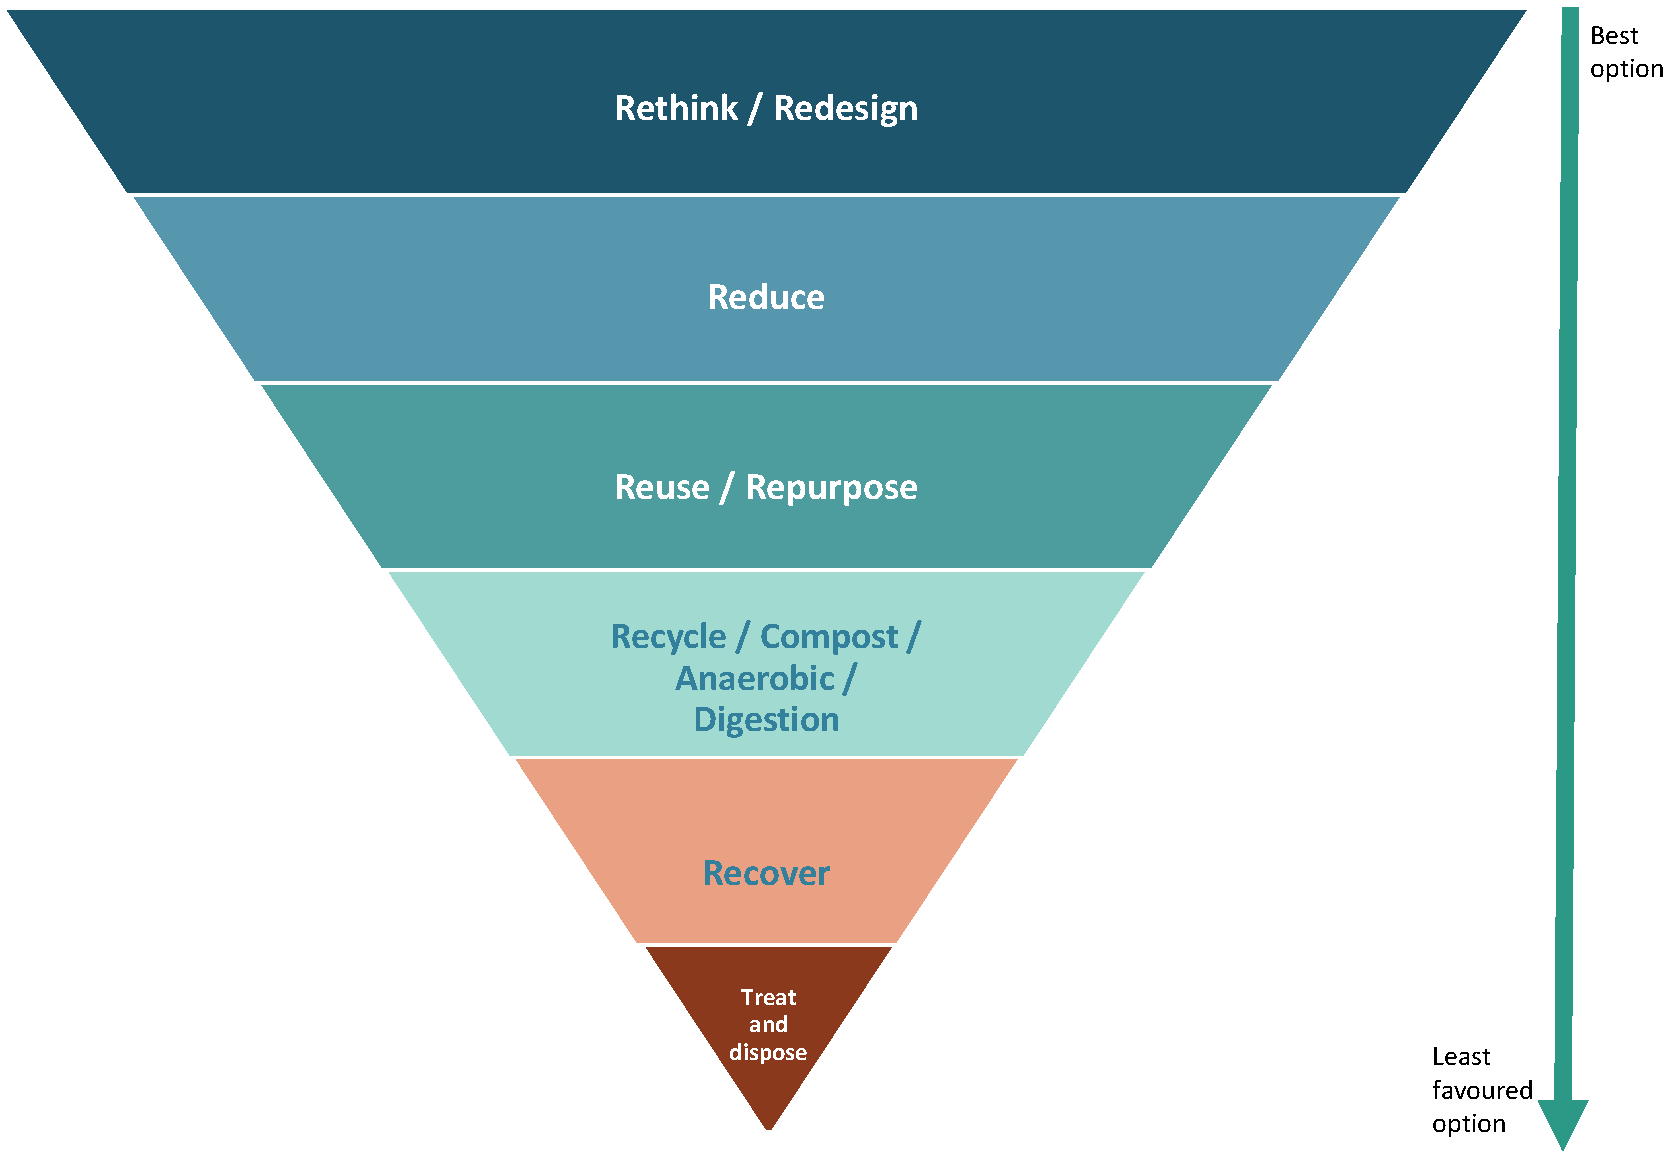 Best
option
Rethink / Redesign
Reduce
Reuse / Repurpose
Recycle / Compost /
Anaerobic /
Digestion
Recover
Treat
and
dispose
Least
favoured
option